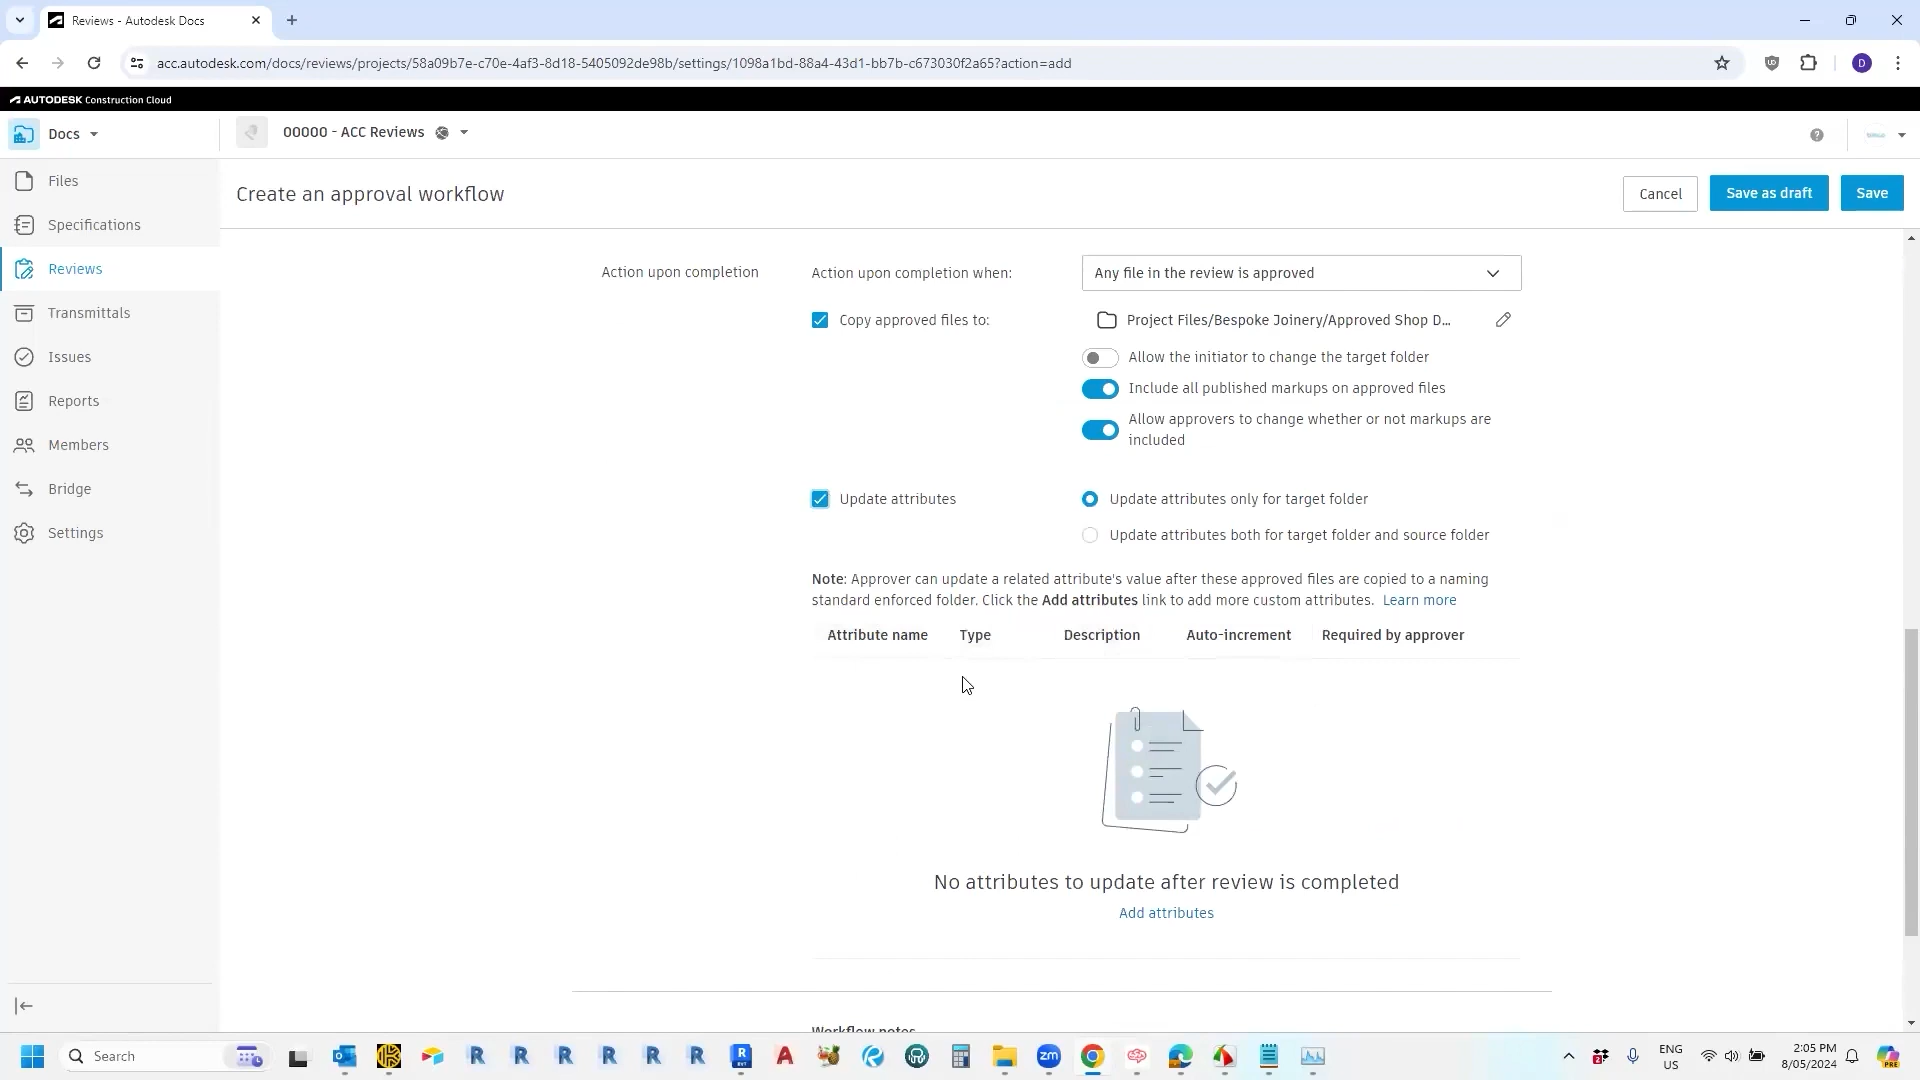 Reviews - Autodesk Docs
acc.autodesk.com/docs/reviews/projects/58a09b7e-c70e-4af3-8d18-5405092de98b/settings/1098a1bd-88a4-43d1-bb7b-c673030f2a65?action=add
D
AUTODESK Construction Cloud
Docs
00000 - ACC Reviews
Files
Specifications
Reviews
Transmittals
Issues
Reports
Members
Bridge
Settings
Create an approval workflow
Cancel
Save as draft
Save
Action upon completion
Action upon completion when:
Any file in the review is approved
Copy approved files to:
Project Files/Bespoke Joinery/Approved Shop D...
Allow the initiator to change the target folder
Include all published markups on approved files
Allow approvers to change whether or not markups are
included
Update attributes
Update attributes only for target folder
Update attributes both for target folder and source folder
Note: Approver can update a related attribute's value after these approved files are copied to a naming
standard enforced folder. Click the Add attributes link to add more custom attributes. Learn more
Attribute name Type Description Auto-increment Required by approver
No attributes to update after review is completed
Add attributes
Workflow notes
Search
ENG
US
2:05 PM
8/05/2024